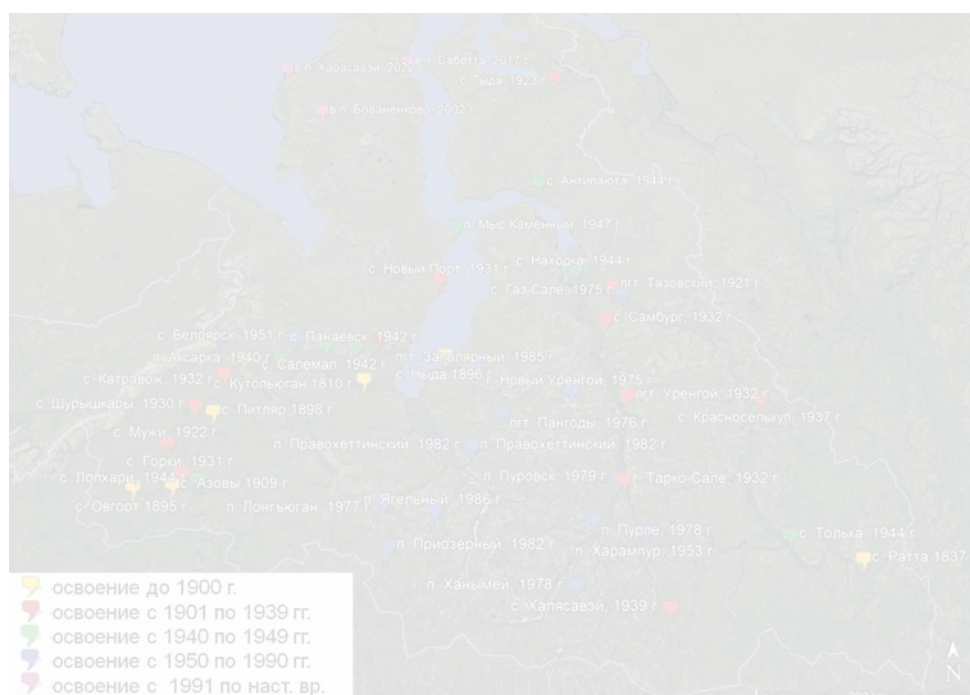 в.п. Харасавэй 2022 г.
в.п. Сабетта 2017 г.
с. Гыда 1923 г.
в.п. Бованенково 2002 г.
с. Антипаюта 1944 г.
п. Мыс Каменный, 1947 г.
с. Новый Порт, 1931 г.
с. Находка, 1944 г.
с. Газ-Сале, 1975 г.
пгт. Тазовский, 1921 г.
с. Самбург, 1932 г.
с. Белоярск, 1951 г.
с. Панаевск, 1942 г.
п. Аксарка, 1940 г.
с. Салемал, 1942 г.
пгт. Заполярный, 1985 г.
с. Ныда 1896 г.
с. Катравож, 1932 г.
с. Кутопьюган 1810 г.
Новый Уренгой, 1975 г.
с. Шурышкары, 1930 г.
с. Питляр 1898 г.
пгт. Уренгой, 1932 г.
с. Красноселькуп, 1937 г.
пгт. Пангоды, 1976 г.
с. Мужи, 1922 г.
п. Правохеттинский, 1982 г.
п. Правохеттинский, 1982 г.
с. Горки, 1931 г.
с. Лопхари, 1944 г.
с. Азовы 1909 г.
п. Пуровск, 1979 г.
г. Тарко-Сале, 1932 г.
с. Овгорт 1895 г.
п. Лонгъюган, 1977 г.
п. Ягельный, 1986 г.
п. Приозёрный, 1982 г.
п. Пурпе, 1978 г.
п. Харампур, 1953 г.
с. Толька, 1944 г.
с. Ратта 1837
п. Ханымей, 1978 г.
с. Халясавэй, 1939 г.
освоение до 1900 г.
освоение с 1901 по 1939 гг.
освоение с 1940 по 1949 гг.
освоение с 1950 по 1990 гг.
освоение с 1991 по наст. вр.
N